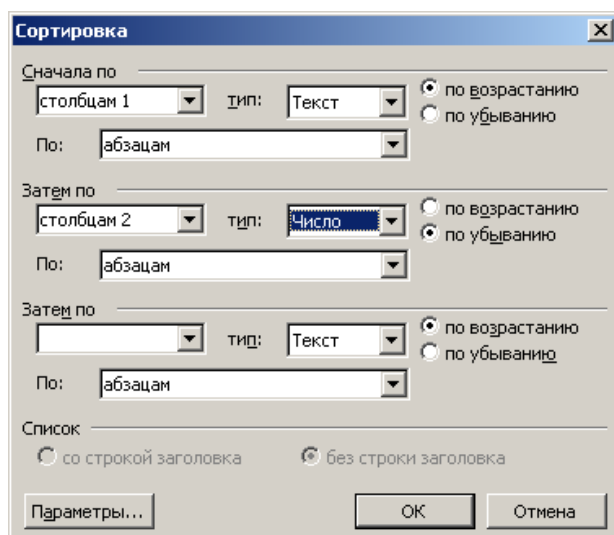 Сортировка
Сначала по
столбцам 1 тип: Текст по возрастанию
по убыванию
По: абзацам
Затем по
столбцам 2 тип: Число по возрастанию
по убыванию
По: абзацам
Затем по
тип: Текст по возрастанию
по убыванию
По: абзацам
Список
со строкой заголовка без строки заголовка
Параметры... ОК Отмена